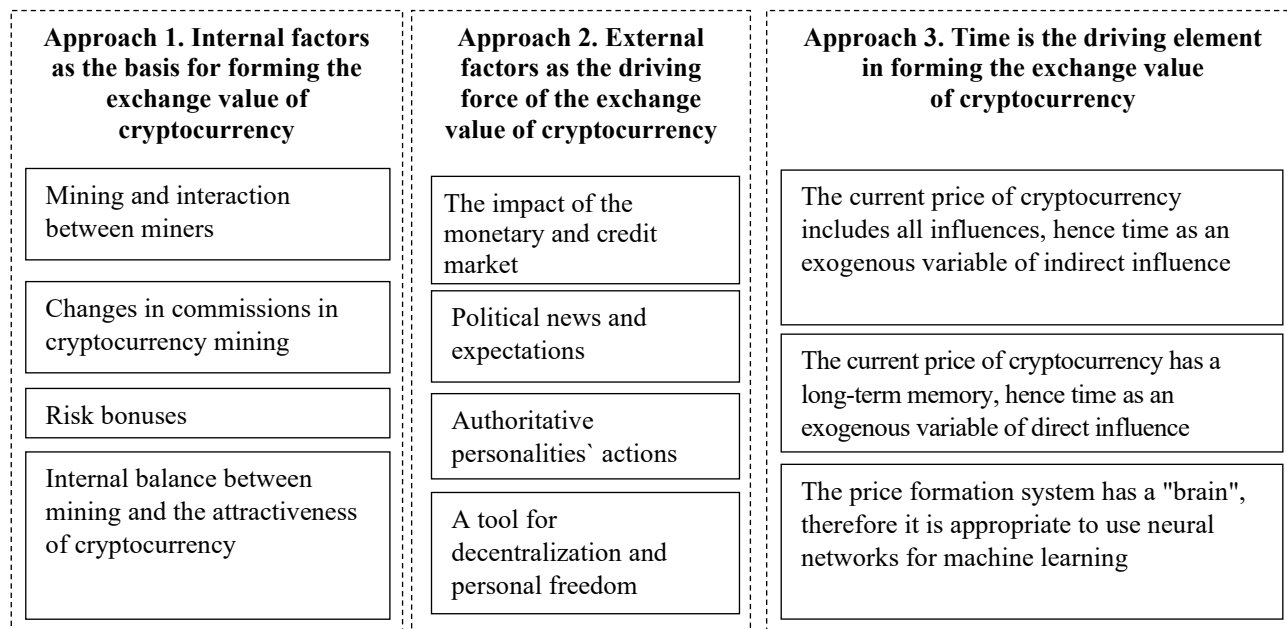 Approach 1. Internal factors
as the basis for forming the
exchange value of
cryptocurrency
Mining and interaction
between miners
Changes in commissions in
cryptocurrency mining
Risk bonuses
Internal balance between
mining and the attractiveness
of cryptocurrency
Approach 2. External
factors as the driving
force of the exchange
value of cryptocurrency
The impact of the
monetary and credit
market
Political news and
expectations
Authoritative
personalities` actions
A tool for
decentralization and
personal freedom
Approach 3. Time is the driving element
in forming the exchange value
of cryptocurrency
The current price of cryptocurrency
includes all influences, hence time as an
exogenous variable of indirect influence
The current price of cryptocurrency has a
long-term memory, hence time as an
exogenous variable of direct influence
The price formation system has a "brain",
therefore it is appropriate to use neural
networks for machine learning